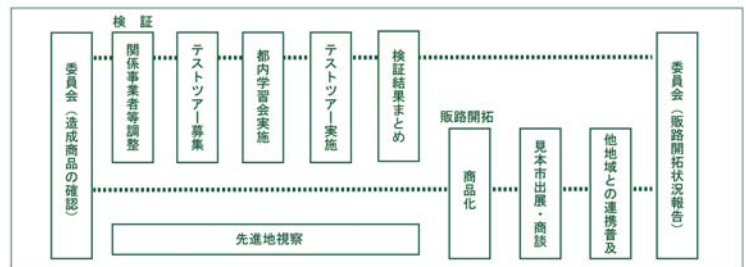 検 証
委員会（造成商品の確認）
関係事業者等調整
テストツアー募集
都内学習会実施
テストツアー実施
検証結果まとめ
販路開拓
商品化
見本市出展・商談
他地域との連携普及
委員会（販路開拓状況報告）
先進地視察